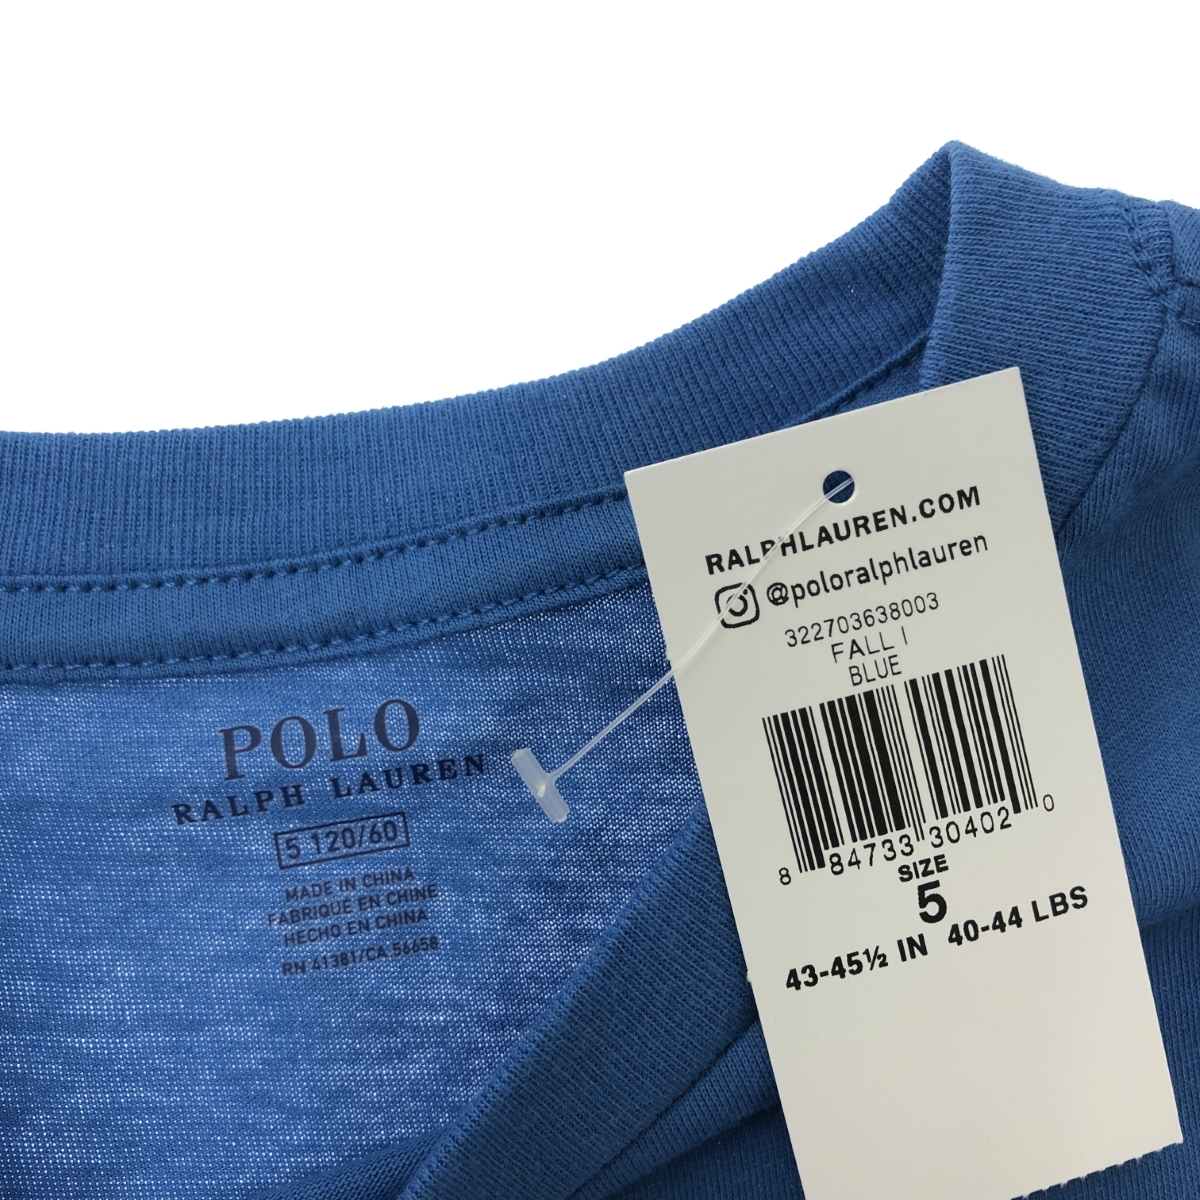 POLO
RALPH LAUREN
5 120/60
MADE IN CHINA
FABRIQUE EN CHINE
HECHO EN CHINA
RN 41381/CA 56658
RALPHLAUREN.COM
@poloralphlauren
322703638003
FALL I
BLUE
8 84733 30402 0
SIZE
5
43-45½ IN 40-44 LBS